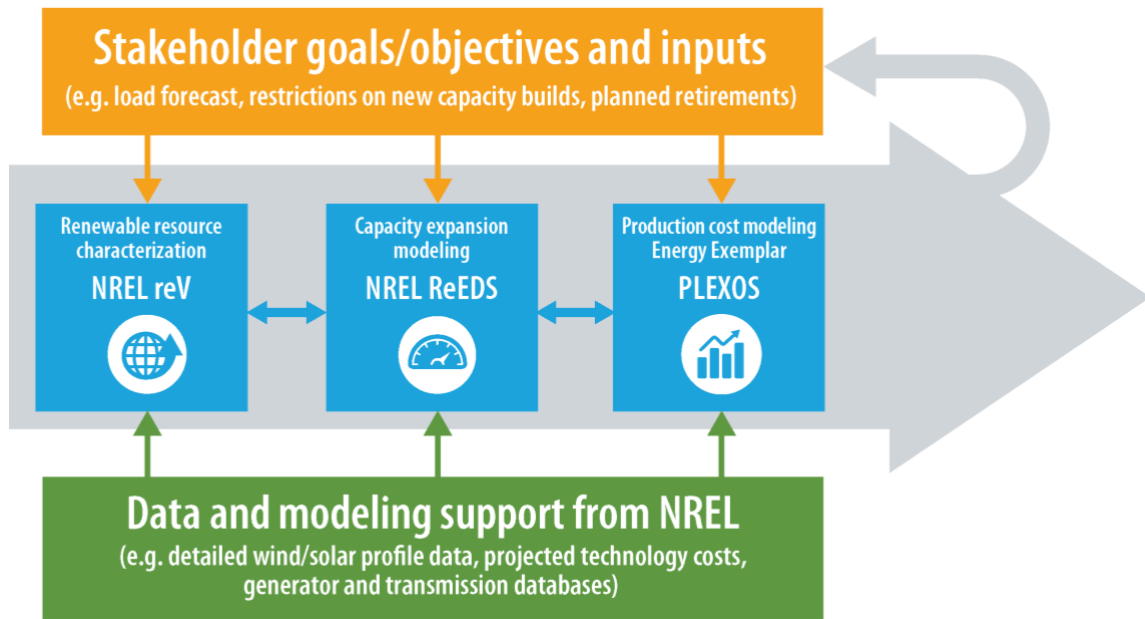 Stakeholder goals/objectives and inputs
(e.g. load forecast, restrictions on new capacity builds, planned retirements)
Renewable resource
characterization
NREL reV
Capacity expansion
modeling
NREL ReEDS
Production cost modeling
Energy Exemplar
PLEXOS
Data and modeling support from NREL
(e.g. detailed wind/solar profile data, projected technology costs,
generator and transmission databases)